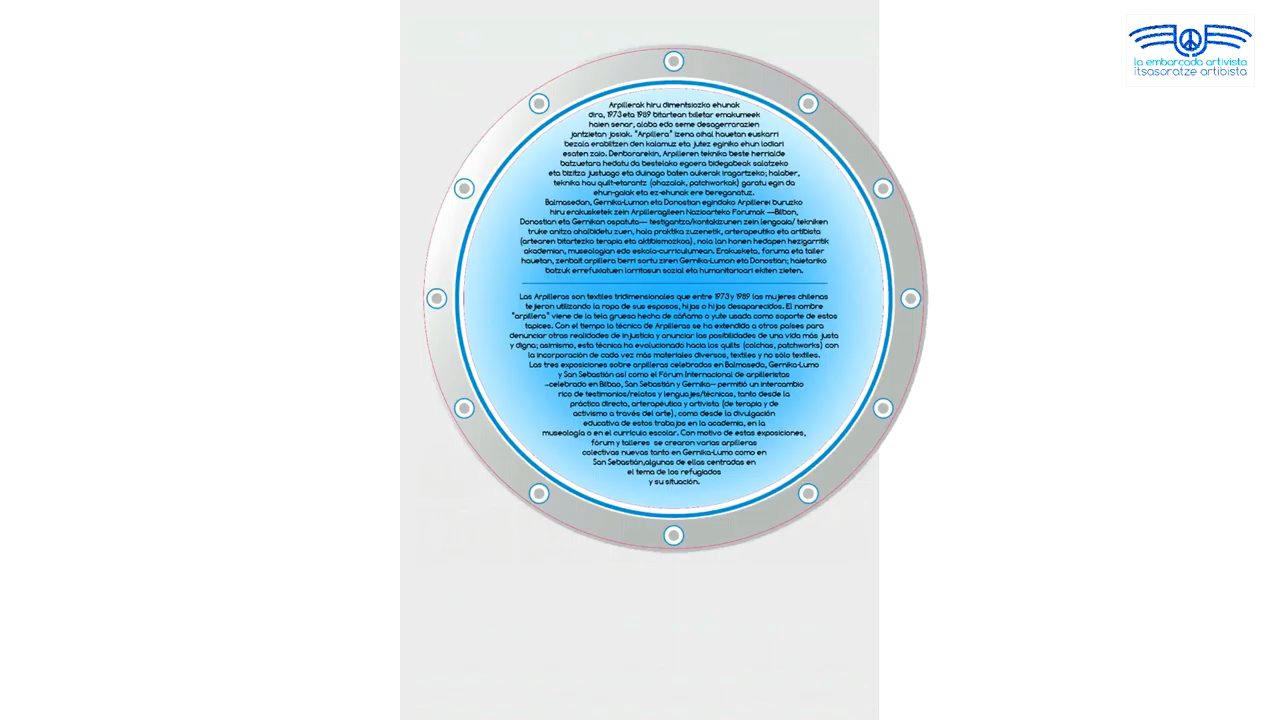 la embarcada artivista
itsasoratze artibista
Arpillerak hiru dimentsiozko ehunak
dira, 1973 eta 1989 bitartean txiletar emakumeek
haien senar, alaba edo seme desagerrarazien
jantzietan josiak. "Arpillera" izena oihal hauetan euskarri
bezala erabiltzen den kalamuz eta jutez eginiko ehun lodiari
esaten zaio. Denborarekin, Arpilleren teknika beste herrialde
batzuetara hedatu da bestelako egoera bidegabeak salatzeko
eta bizitza justuago eta duinago baten aukerak iragartzeko; halaber,
teknika hau quilt-etarantz (ohazalak, patchworkak) garatu egin da
ehun-gaiak eta ez-ehunak ere bereganatuz.
Balmasedan, Gernika-Lumon eta Donostian egindako Arpillerei buruzko
hiru erakusketek zein Arpilleragileen Nazioarteko Forumak —Bilbon,
Donostian eta Gernikan ospatuta— testigantza/kontakizunen zein lengoaia/ tekniken
truke anitza ahalbidetu zuen, hala praktika zuzenetik, arterapeutiko eta artibista
(artearen bitartezko terapia eta aktibismozkoa), nola lan honen hedapen hezigarritik
akademian, museologian edo eskola-curriculumean. Erakusketa, foruma eta tailer
hauetan, zenbait arpillera berri sortu ziren Gernika-Lumon eta Donostian; haietariko
batzuk errefuxiatuen larritasun sozial eta humanitarioari ekiten zieten.
Las Arpilleras son textiles tridimensionales que entre 1973 y 1989 las mujeres chilenas
tejieron utilizando la ropa de sus esposos, hijas o hijos desaparecidos. El nombre
"arpillera" viene de la tela gruesa hecha de cáñamo o yute usada como soporte de estos
tapices. Con el tiempo la técnica de Arpilleras se ha extendido a otros países para
denunciar otras realidades de injusticia y anunciar las posibilidades de una vida más justa
y digna; asimismo, esta técnica ha evolucionado hacia los quilts (colchas, patchworks) con
la incorporación de cada vez más materiales diversos, textiles y no sólo textiles.
Las tres exposiciones sobre arpilleras celebradas en Balmaseda, Gernika-Lumo
y San Sebastián así como el Fórum Internacional de arpilleristas
–celebrado en Bilbao, San Sebastián y Gernika— permitió un intercambio
rico de testimonios/relatos y lenguajes/técnicas, tanto desde la
práctica directa, arterapéutica y artivista (de terapia y de
activismo a través del arte), como desde la divulgación
educativa de estos trabajos en la academia, en la
museología o en el currículo escolar. Con motivo de estas exposiciones,
fórum y talleres se crearon varias arpilleras
colectivas nuevas tanto en Gernika-Lumo como en
San Sebastián,algunas de ellas centradas en
el tema de los refugiados
y su situación.